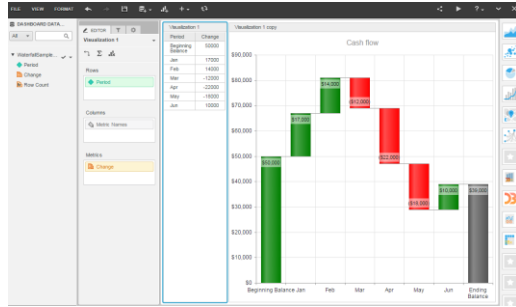 FILE VIEW FORMAT
DASHBOARD DATA...
All
WaterfallSample...
Period
Change
Row Count
EDITOR
Visualization 1
Rows
Period
Columns
Metric Names
Metrics
Change
Visualization 1
Period Change
Beginning Balance 50000
Jan 17000
Feb 14000
Mar -12000
Apr -22000
May -18000
Jun 10000
Visualization 1 copy
Cash flow
$90,000
$80,000
$70,000
$60,000
$50,000
$40,000
$30,000
$20,000
$10,000
$0
$50,000
$17,000
$14,000
($12,000)
($22,000)
($18,000)
$10,000
$39,000
Beginning Balance Jan Feb Mar Apr May Jun Ending
Balance